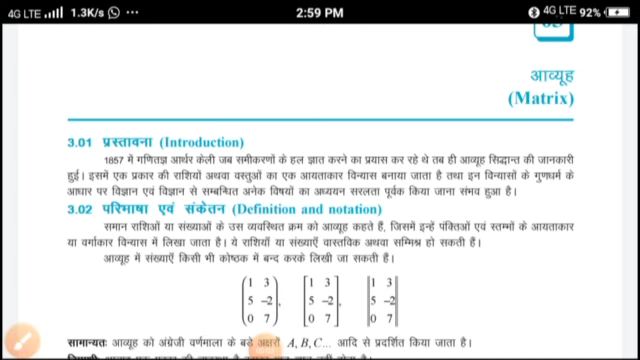 4G LTE 1.3K/s 2:59 PM 4G LTE 92%
आव्यूह
(Matrix)
3.01 प्रस्तावना (Introduction)
1857 में गणितज्ञ आर्थर केली जब समीकरणों के हल ज्ञात करने का प्रयास कर रहे थे तब ही आव्यूह सिद्धान्त की जानकारी
हुई। इसमें एक प्रकार की राशियों अथवा वस्तुओं का एक आयताकार विन्यास बनाया जाता है तथा इन विन्यासों के गुणधर्म के
आधार पर विज्ञान एवं विज्ञान से सम्बन्धित अनेक विषयों का अध्ययन सरलता पूर्वक किया जाना संभव हुआ है।
3.02 परिभाषा एवं संकेतन (Definition and notation)
समान राशिओं या संख्याओं के उस व्यवस्थित क्रम को आव्यूह कहते हैं, जिसमें इन्हें पंक्तिओं एवं स्तम्भों के आयताकार
या वर्गाकार विन्यास में लिखा जाता है। ये राशियाँ या संख्याएँ वास्तविक अथवा सम्मिश्र हो सकती हैं।
आव्यूह में संख्याएँ किसी भी कोष्ठक में बन्द करके लिखी जा सकती हैं।
(1 3), [1 3], ‖1 3‖
(5 –2), [5 –2], ‖5 –2‖
(0 7), [0 7], ‖0 7‖
सामान्यतः आव्यूह को अंग्रेजी वर्णमाला के बड़े अक्षरों A, B, C... आदि से प्रदर्शित किया जाता है।